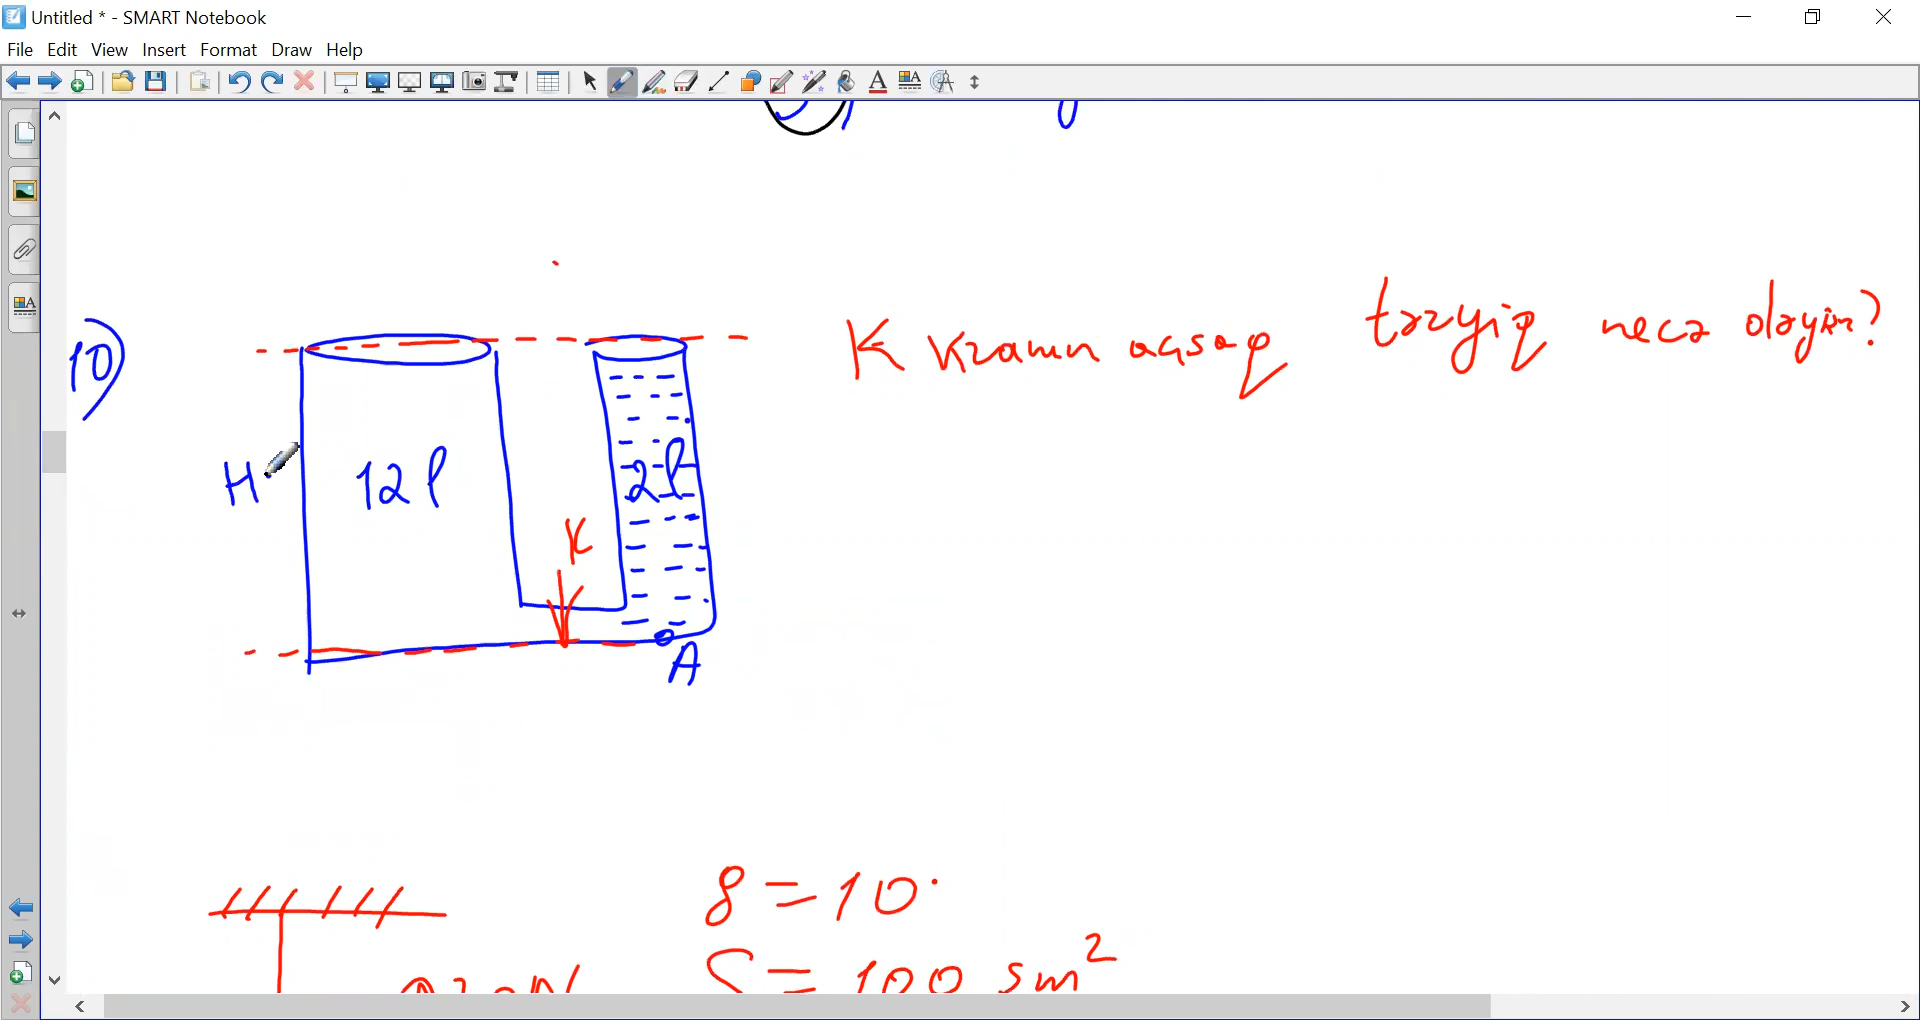 Untitled * - SMART Notebook
File Edit View Insert Format Draw Help
10)
K kranın açsaq təzyiq necə dəyişər?
H
12 l
2 l
K
A
g = 10
S = 100 sm²